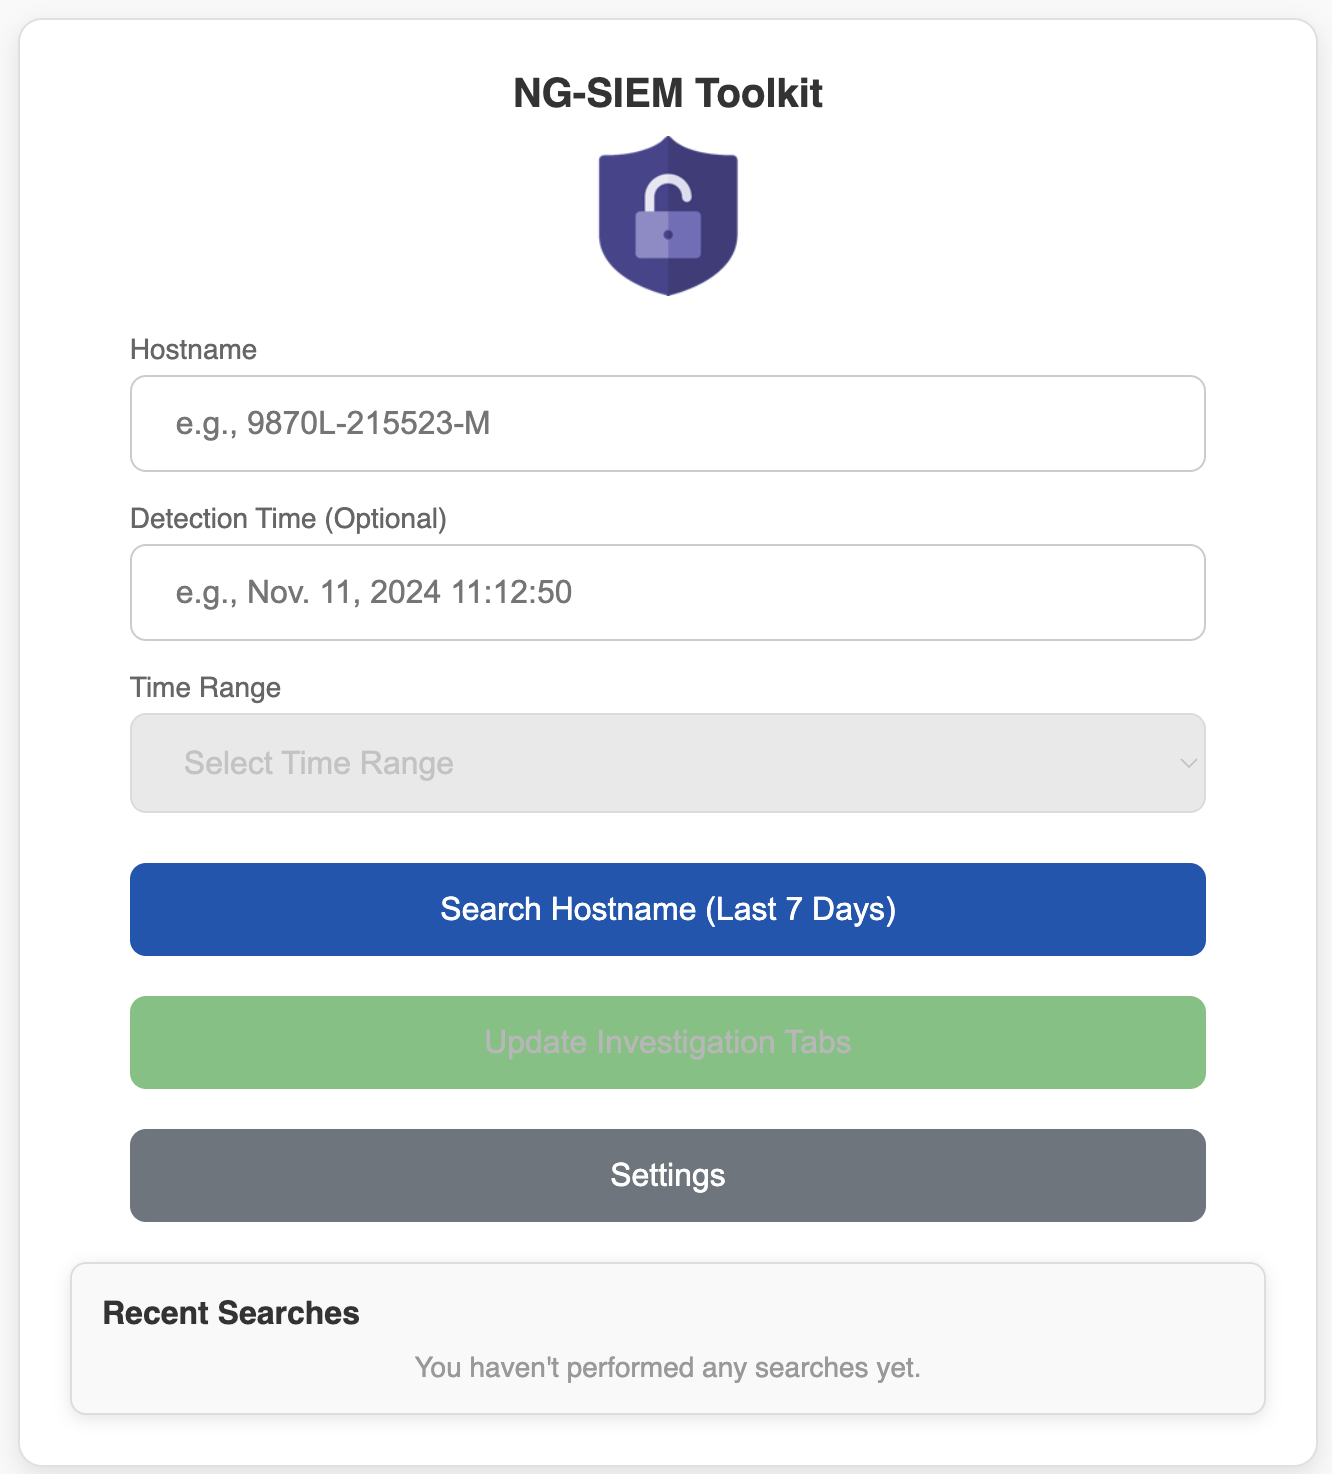 NG-SIEM Toolkit
Hostname
e.g., 9870L-215523-M
Detection Time (Optional)
e.g., Nov. 11, 2024 11:12:50
Time Range
Select Time Range
Search Hostname (Last 7 Days)
Update Investigation Tabs
Settings
Recent Searches
You haven't performed any searches yet.